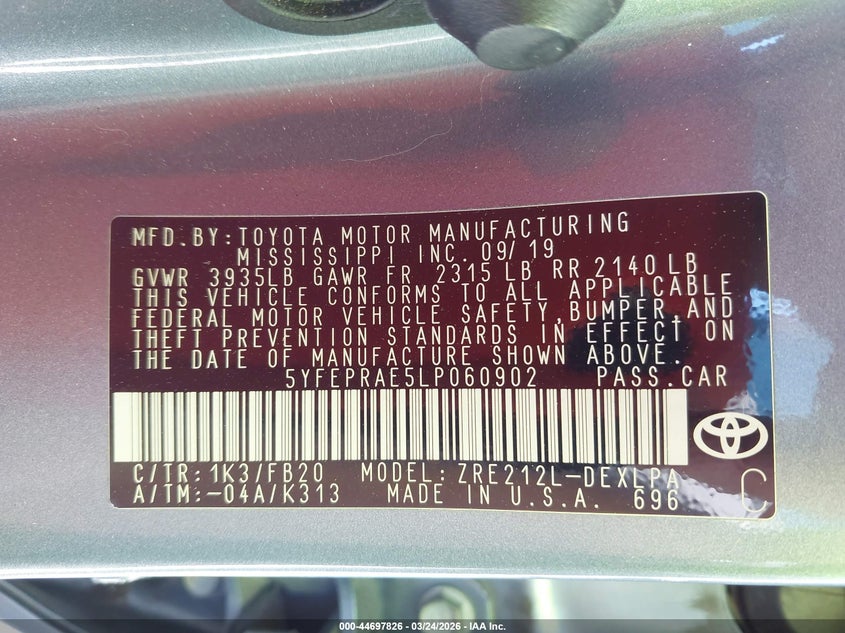 MFD.BY:TOYOTA MOTOR MANUFACTURING
MISSISSIPPI INC. 09/19
GVWR 3935LB GAWR FR 2315 LB RR 2140 LB
THIS VEHICLE CONFORMS TO ALL APPLICABLE
FEDERAL MOTOR VEHICLE SAFETY,BUMPER AND
THEFT PREVENTION STANDARDS IN EFFECT ON
THE DATE OF MANUFACTURE SHOWN ABOVE.
5YFEPRAE5LP060902 PASS.CAR
C/TR:1K3/FB20 MODEL:ZRE212L-DEXLPA
A/TM:-04A/K313 MADE IN U.S.A. 696 C
000-44697826 - 03/24/2026 - IAA Inc.